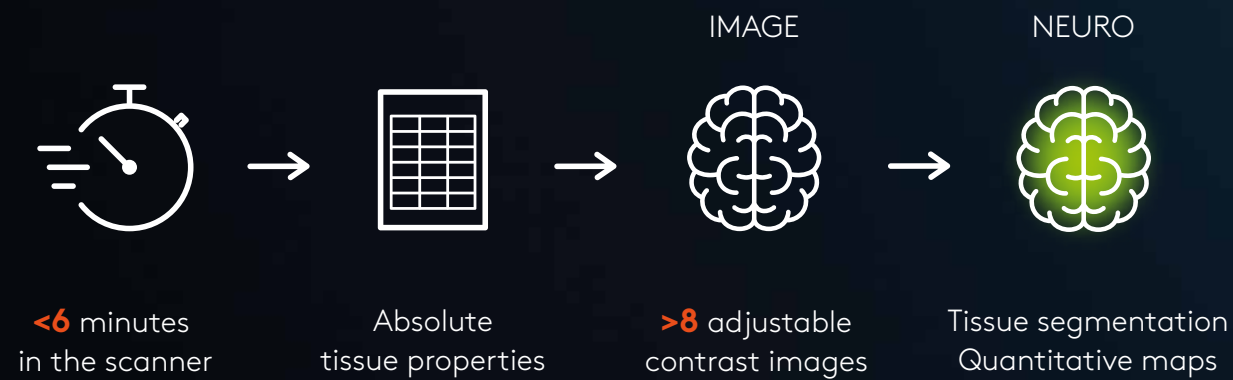 IMAGE
NEURO
<6 minutes
in the scanner
Absolute
tissue properties
>8 adjustable
contrast images
Tissue segmentation
Quantitative maps